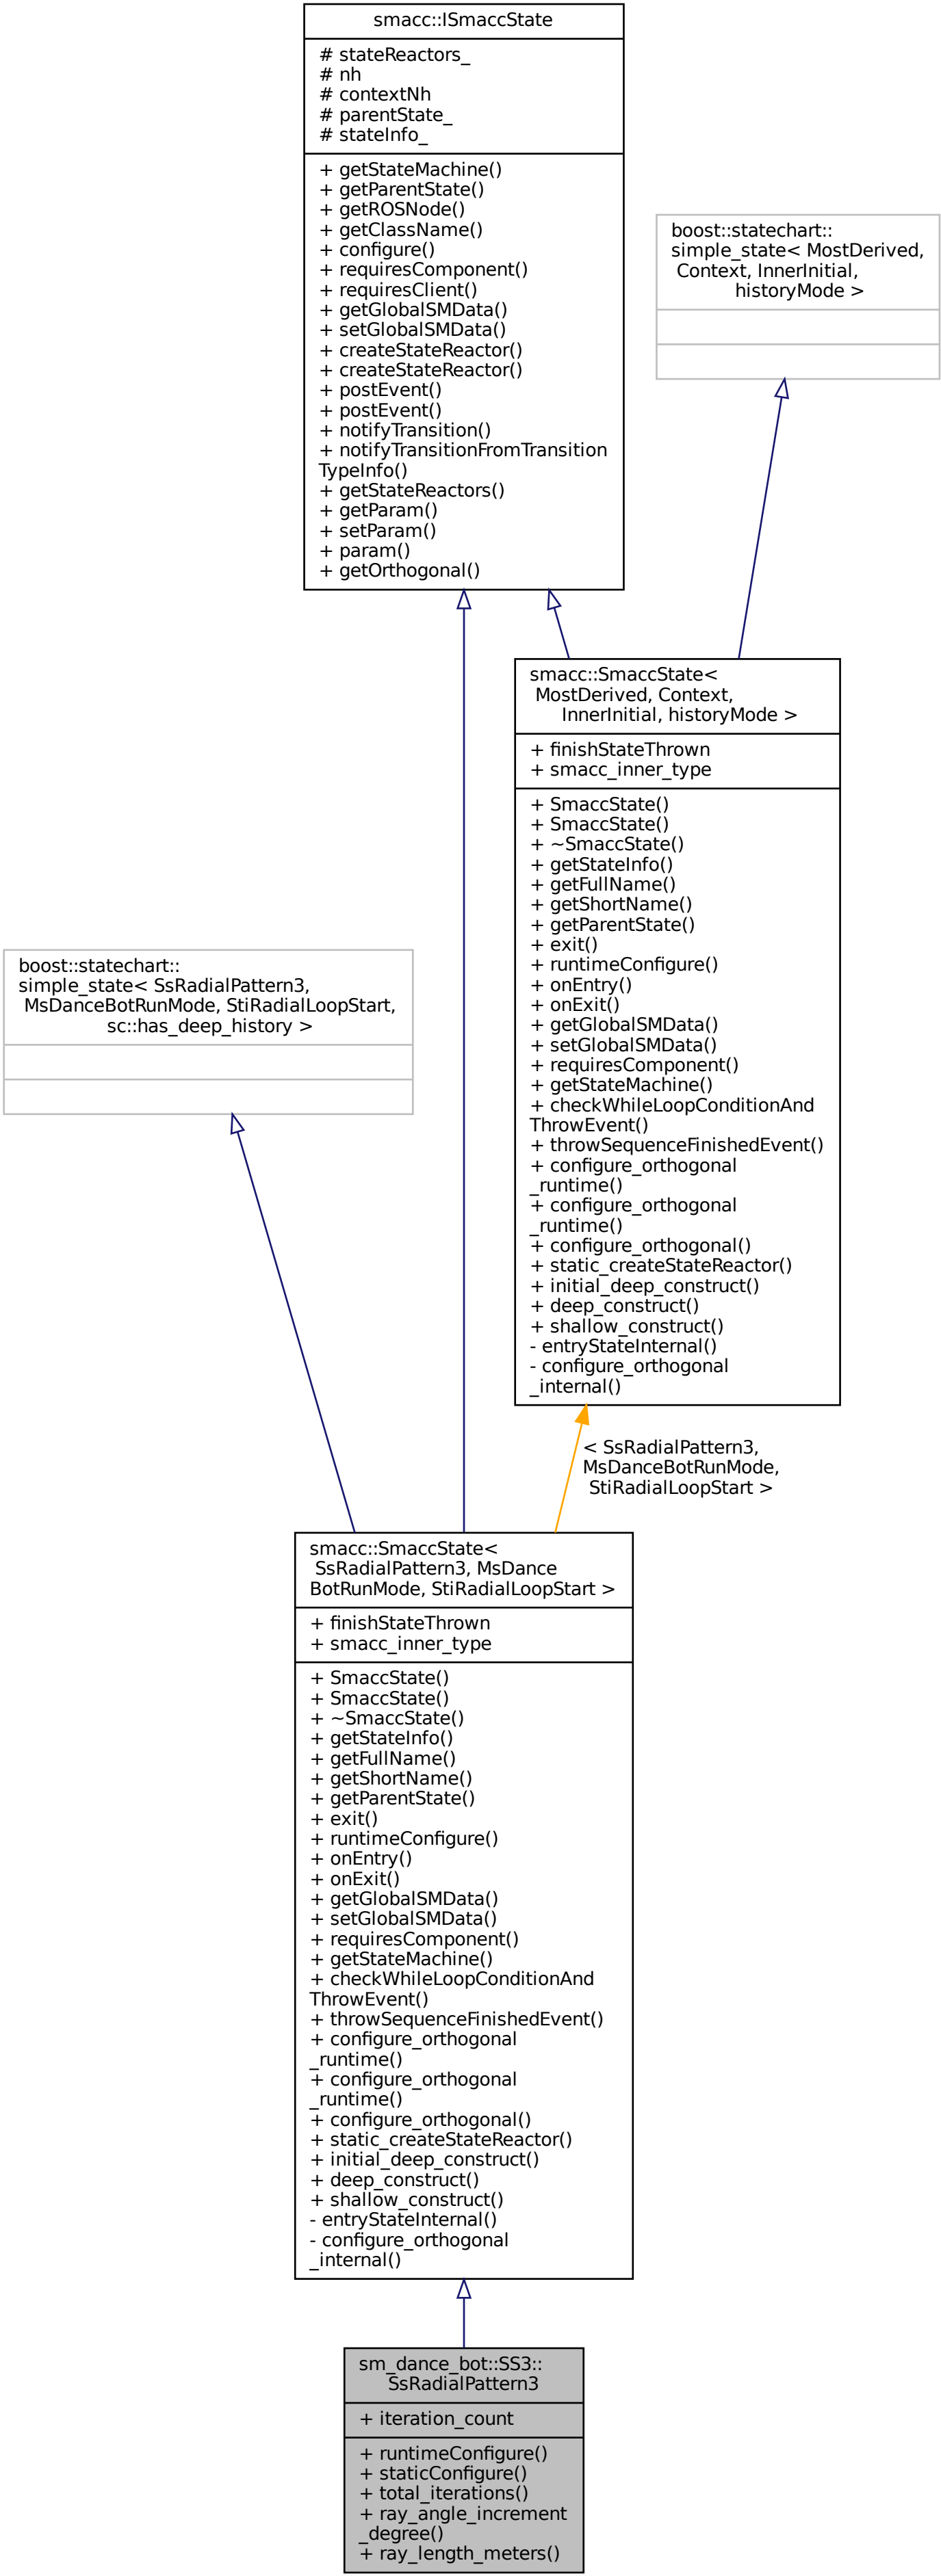 smacc::ISmaccState
# stateReactors_
# nh
# contextNh
# parentState_
# stateInfo_
+ getStateMachine()
+ getParentState()
+ getROSNode()
+ getClassName()
+ configure()
+ requiresComponent()
+ requiresClient()
+ getGlobalSMData()
+ setGlobalSMData()
+ createStateReactor()
+ createStateReactor()
+ postEvent()
+ postEvent()
+ notifyTransition()
+ notifyTransitionFromTransition
TypeInfo()
+ getStateReactors()
+ getParam()
+ setParam()
+ param()
+ getOrthogonal()
boost::statechart::
simple_state< MostDerived,
Context, InnerInitial,
historyMode >
smacc::SmaccState<
MostDerived, Context,
InnerInitial, historyMode >
+ finishStateThrown
+ smacc_inner_type
+ SmaccState()
+ SmaccState()
+ ~SmaccState()
+ getStateInfo()
+ getFullName()
+ getShortName()
+ getParentState()
+ exit()
+ runtimeConfigure()
+ onEntry()
+ onExit()
+ getGlobalSMData()
+ setGlobalSMData()
+ requiresComponent()
+ getStateMachine()
+ checkWhileLoopConditionAnd
ThrowEvent()
+ throwSequenceFinishedEvent()
+ configure_orthogonal
_runtime()
+ configure_orthogonal
_runtime()
+ configure_orthogonal()
+ static_createStateReactor()
+ initial_deep_construct()
+ deep_construct()
+ shallow_construct()
- entryStateInternal()
- configure_orthogonal
_internal()
boost::statechart::
simple_state< SsRadialPattern3,
MsDanceBotRunMode, StiRadialLoopStart,
sc::has_deep_history >
< SsRadialPattern3,
MsDanceBotRunMode,
StiRadialLoopStart >
smacc::SmaccState<
SsRadialPattern3, MsDance
BotRunMode, StiRadialLoopStart >
+ finishStateThrown
+ smacc_inner_type
+ SmaccState()
+ SmaccState()
+ ~SmaccState()
+ getStateInfo()
+ getFullName()
+ getShortName()
+ getParentState()
+ exit()
+ runtimeConfigure()
+ onEntry()
+ onExit()
+ getGlobalSMData()
+ setGlobalSMData()
+ requiresComponent()
+ getStateMachine()
+ checkWhileLoopConditionAnd
ThrowEvent()
+ throwSequenceFinishedEvent()
+ configure_orthogonal
_runtime()
+ configure_orthogonal
_runtime()
+ configure_orthogonal()
+ static_createStateReactor()
+ initial_deep_construct()
+ deep_construct()
+ shallow_construct()
- entryStateInternal()
- configure_orthogonal
_internal()
sm_dance_bot::SS3::
SsRadialPattern3
+ iteration_count
+ runtimeConfigure()
+ staticConfigure()
+ total_iterations()
+ ray_angle_increment
_degree()
+ ray_length_meters()